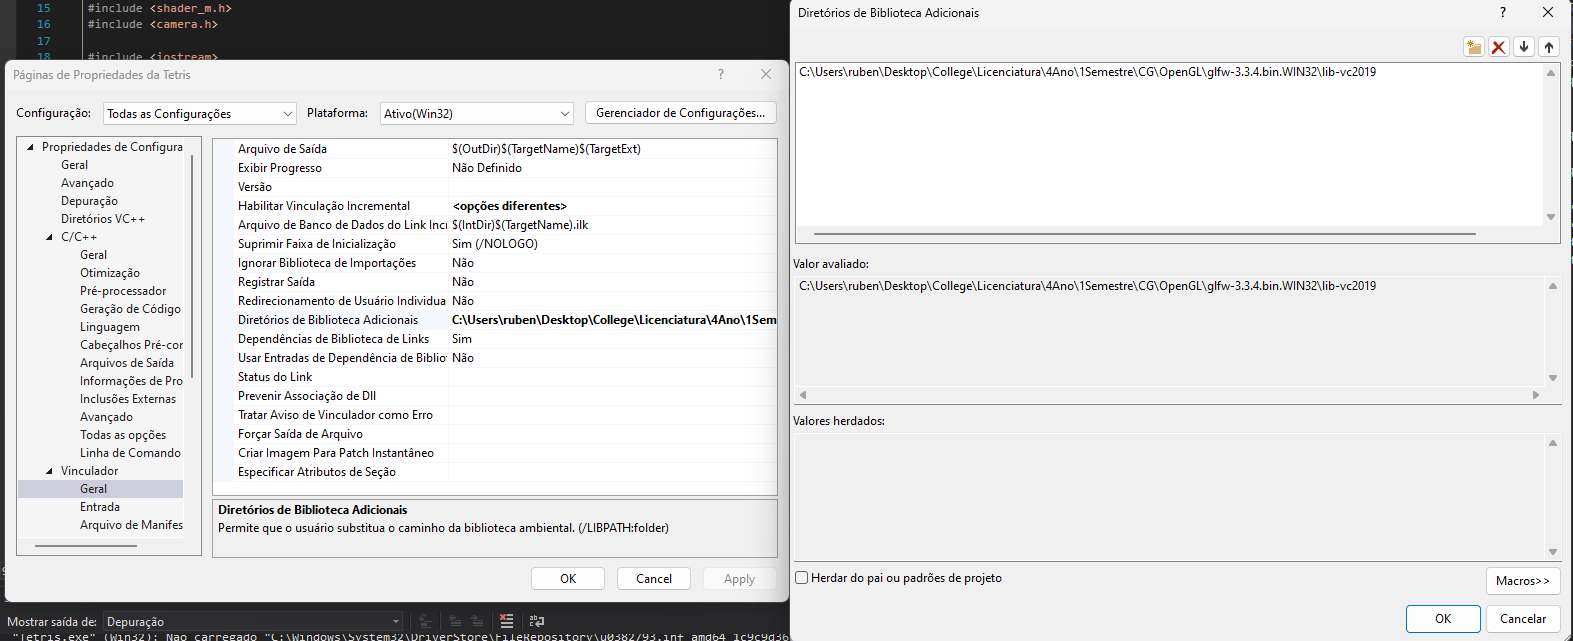 15 #include <shader_m.h>
16 #include <camera.h>
17
18 #include <iostream>
Páginas de Propriedades da Tetris
?
Configuração: Todas as Configurações Plataforma: Ativo(Win32) Gerenciador de Configurações...
Propriedades de Configura
Geral
Avançado
Depuração
Diretórios VC++
C/C++
Geral
Otimização
Pré-processador
Geração de Código
Linguagem
Cabeçalhos Pré-cor
Arquivos de Saída
Informações de Pro
Inclusões Externas
Avançado
Todas as opções
Linha de Comando
Vinculador
Geral
Entrada
Arquivo de Manifes
Arquivo de Saída $(OutDir)$(TargetName)$(TargetExt)
Exibir Progresso Não Definido
Versão
Habilitar Vinculação Incremental <opções diferentes>
Arquivo de Banco de Dados do Link Incr $(IntDir)$(TargetName).ilk
Suprimir Faixa de Inicialização Sim (/NOLOGO)
Ignorar Biblioteca de Importações Não
Registrar Saída Não
Redirecionamento de Usuário Individua Não
Diretórios de Biblioteca Adicionais C:\Users\ruben\Desktop\College\Licenciatura\4Ano\1Sem
Dependências de Biblioteca de Links Sim
Usar Entradas de Dependência de Biblio Não
Status do Link
Prevenir Associação de Dll
Tratar Aviso de Vinculador como Erro
Forçar Saída de Arquivo
Criar Imagem Para Patch Instantâneo
Especificar Atributos de Seção
Diretórios de Biblioteca Adicionais
Permite que o usuário substitua o caminho da biblioteca ambiental. (/LIBPATH:folder)
OK Cancel Apply
Mostrar saída de: Depuração
"Tetris.exe" (Win32): Não carregado "C:\Windows\System32\DriverStore\FileRepository\u0382793.inf_amd64_1c9c9d36
Diretórios de Biblioteca Adicionais
?
C:\Users\ruben\Desktop\College\Licenciatura\4Ano\1Semestre\CG\OpenGL\glfw-3.3.4.bin.WIN32\lib-vc2019
Valor avaliado:
C:\Users\ruben\Desktop\College\Licenciatura\4Ano\1Semestre\CG\OpenGL\glfw-3.3.4.bin.WIN32\lib-vc2019
Valores herdados:
Herdar do pai ou padrões de projeto
Macros>>
OK Cancelar